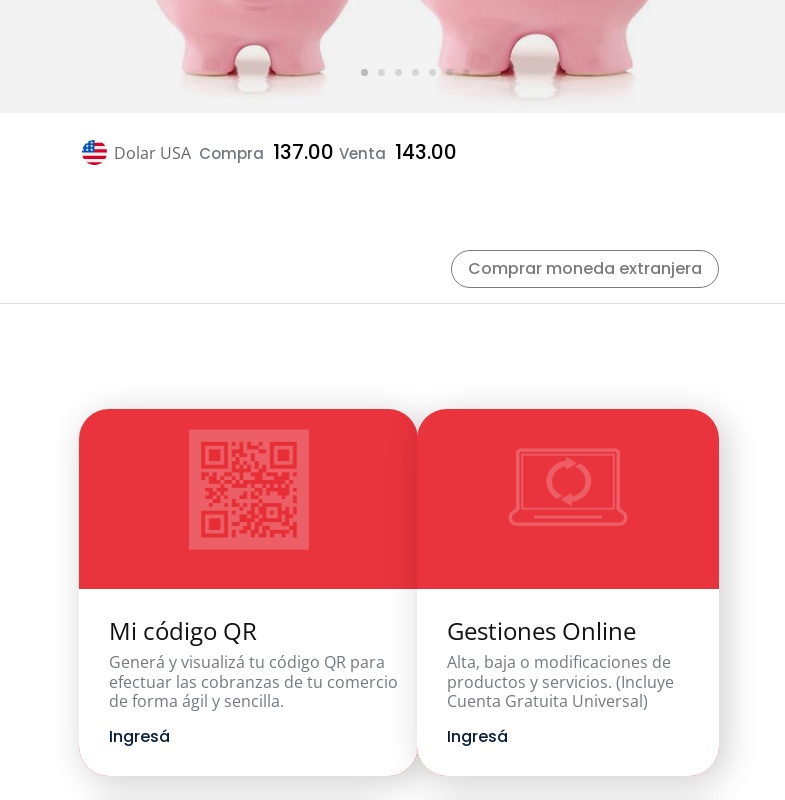 Dolar USA Compra 137.00 Venta 143.00
Comprar moneda extranjera
Mi código QR
Generá y visualizá tu código QR para
efectuar las cobranzas de tu comercio
de forma ágil y sencilla.
Ingresá
Gestiones Online
Alta, baja o modificaciones de
productos y servicios. (Incluye
Cuenta Gratuita Universal)
Ingresá